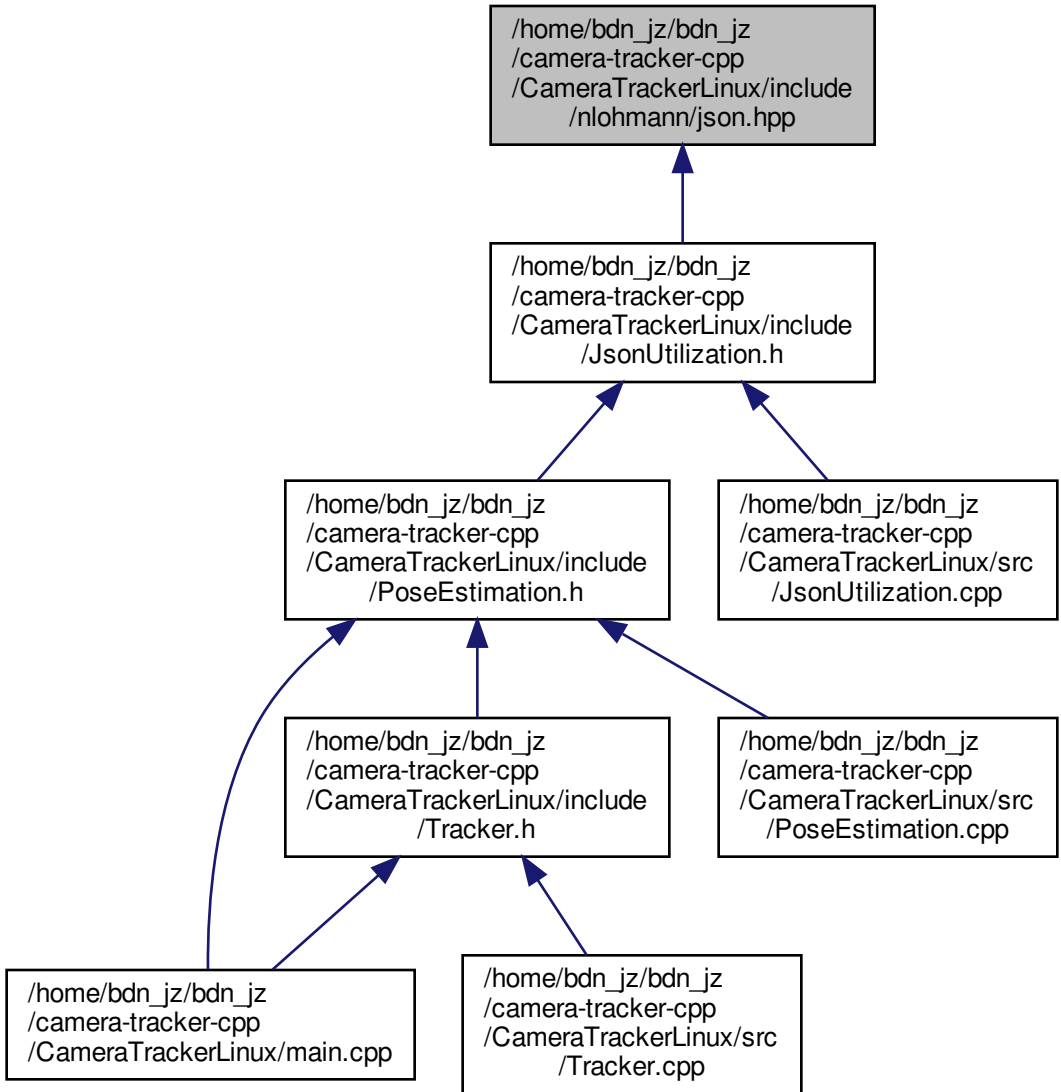 /home/bdn_jz/bdn_jz
/camera-tracker-cpp
/CameraTrackerLinux/include
/nlohmann/json.hpp
/home/bdn_jz/bdn_jz
/camera-tracker-cpp
/CameraTrackerLinux/include
/JsonUtilization.h
/home/bdn_jz/bdn_jz
/camera-tracker-cpp
/CameraTrackerLinux/include
/PoseEstimation.h
/home/bdn_jz/bdn_jz
/camera-tracker-cpp
/CameraTrackerLinux/src
/JsonUtilization.cpp
/home/bdn_jz/bdn_jz
/camera-tracker-cpp
/CameraTrackerLinux/include
/Tracker.h
/home/bdn_jz/bdn_jz
/camera-tracker-cpp
/CameraTrackerLinux/src
/PoseEstimation.cpp
/home/bdn_jz/bdn_jz
/camera-tracker-cpp
/CameraTrackerLinux/main.cpp
/home/bdn_jz/bdn_jz
/camera-tracker-cpp
/CameraTrackerLinux/src
/Tracker.cpp